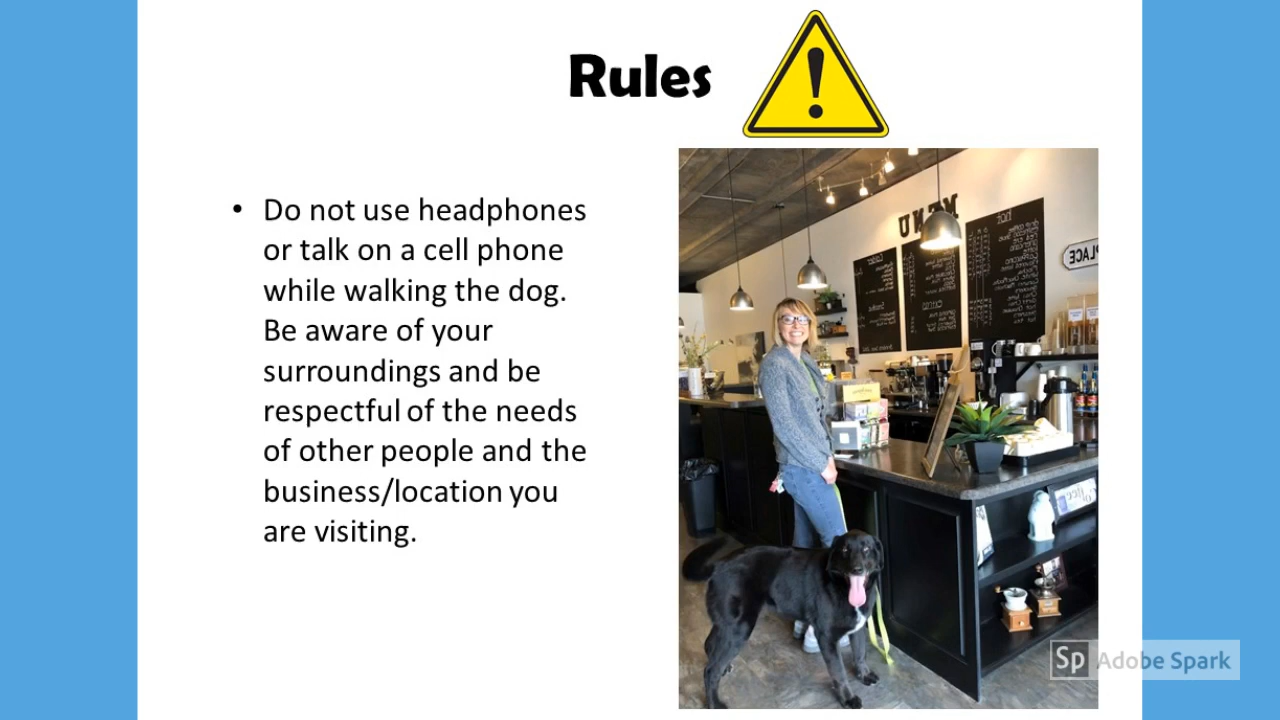 Rules
• Do not use headphones
or talk on a cell phone
while walking the dog.
Be aware of your
surroundings and be
respectful of the needs
of other people and the
business/location you
are visiting.
MENU
PLACE
Sp Adobe Spark